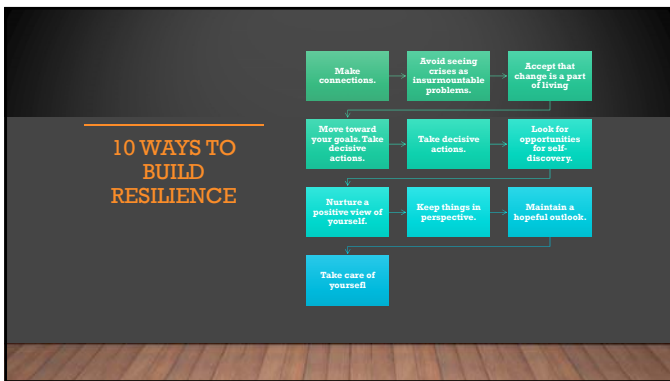 10 WAYS TO
BUILD
RESILIENCE
Make
connections.
Avoid seeing
crises as
insurmountable
problems.
Accept that
change is a part
of living
Move toward
your goals. Take
decisive
actions.
Take decisive
actions.
Look for
opportunities
for self-
discovery.
Nurture a
positive view of
yourself.
Keep things in
perspective.
Maintain a
hopeful outlook.
Take care of
yoursefl